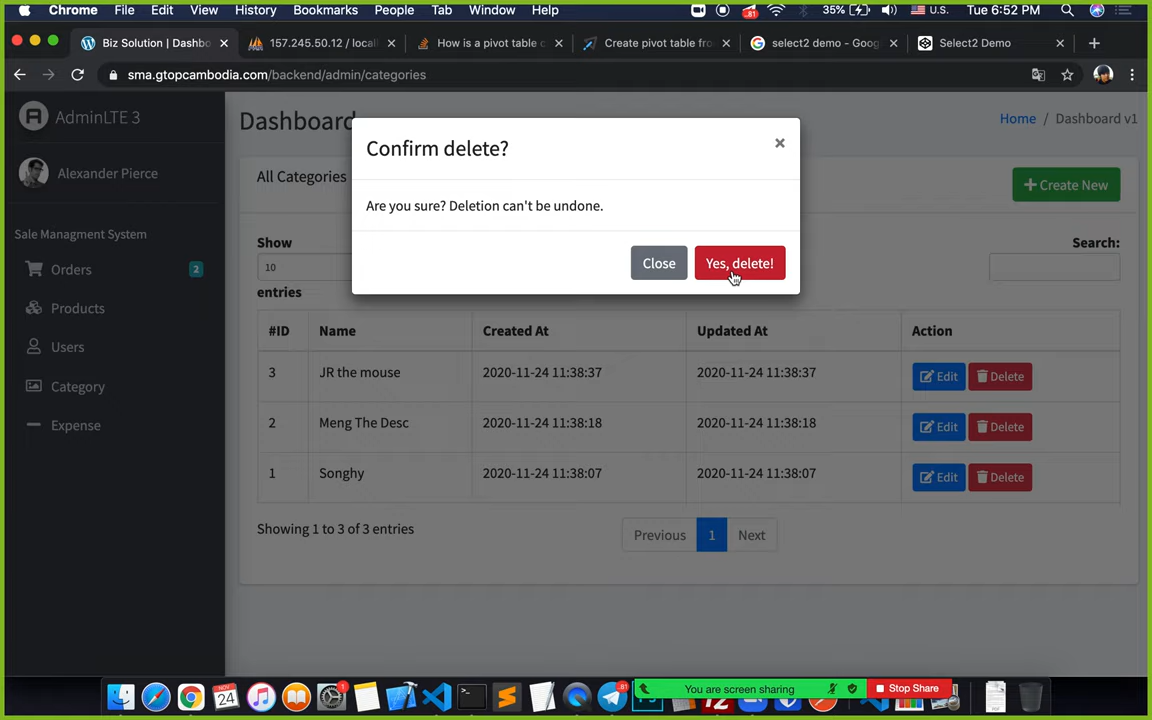 Chrome File Edit View History Bookmarks People Tab Window Help 35% U.S. Tue 6:52 PM
Biz Solution | Dashbo 157.245.50.12 / local How is a pivot table c Create pivot table fro select2 demo - Goog Select2 Demo
sma.gtopcambodia.com/backend/admin/categories
AdminLTE 3
Dashboard
Home / Dashboard v1
Alexander Pierce
Confirm delete?
×
Are you sure? Deletion can't be undone.
Close Yes, delete!
All Categories
Create New
Sale Managment System
Orders 2
Products
Users
Category
Expense
Show
10
entries
Search:
#ID Name Created At Updated At Action
3 JR the mouse 2020-11-24 11:38:37 2020-11-24 11:38:37 Edit Delete
2 Meng The Desc 2020-11-24 11:38:18 2020-11-24 11:38:18 Edit Delete
1 Songhy 2020-11-24 11:38:07 2020-11-24 11:38:07 Edit Delete
Showing 1 to 3 of 3 entries
Previous 1 Next
You are screen sharing Stop Share
NOV
24